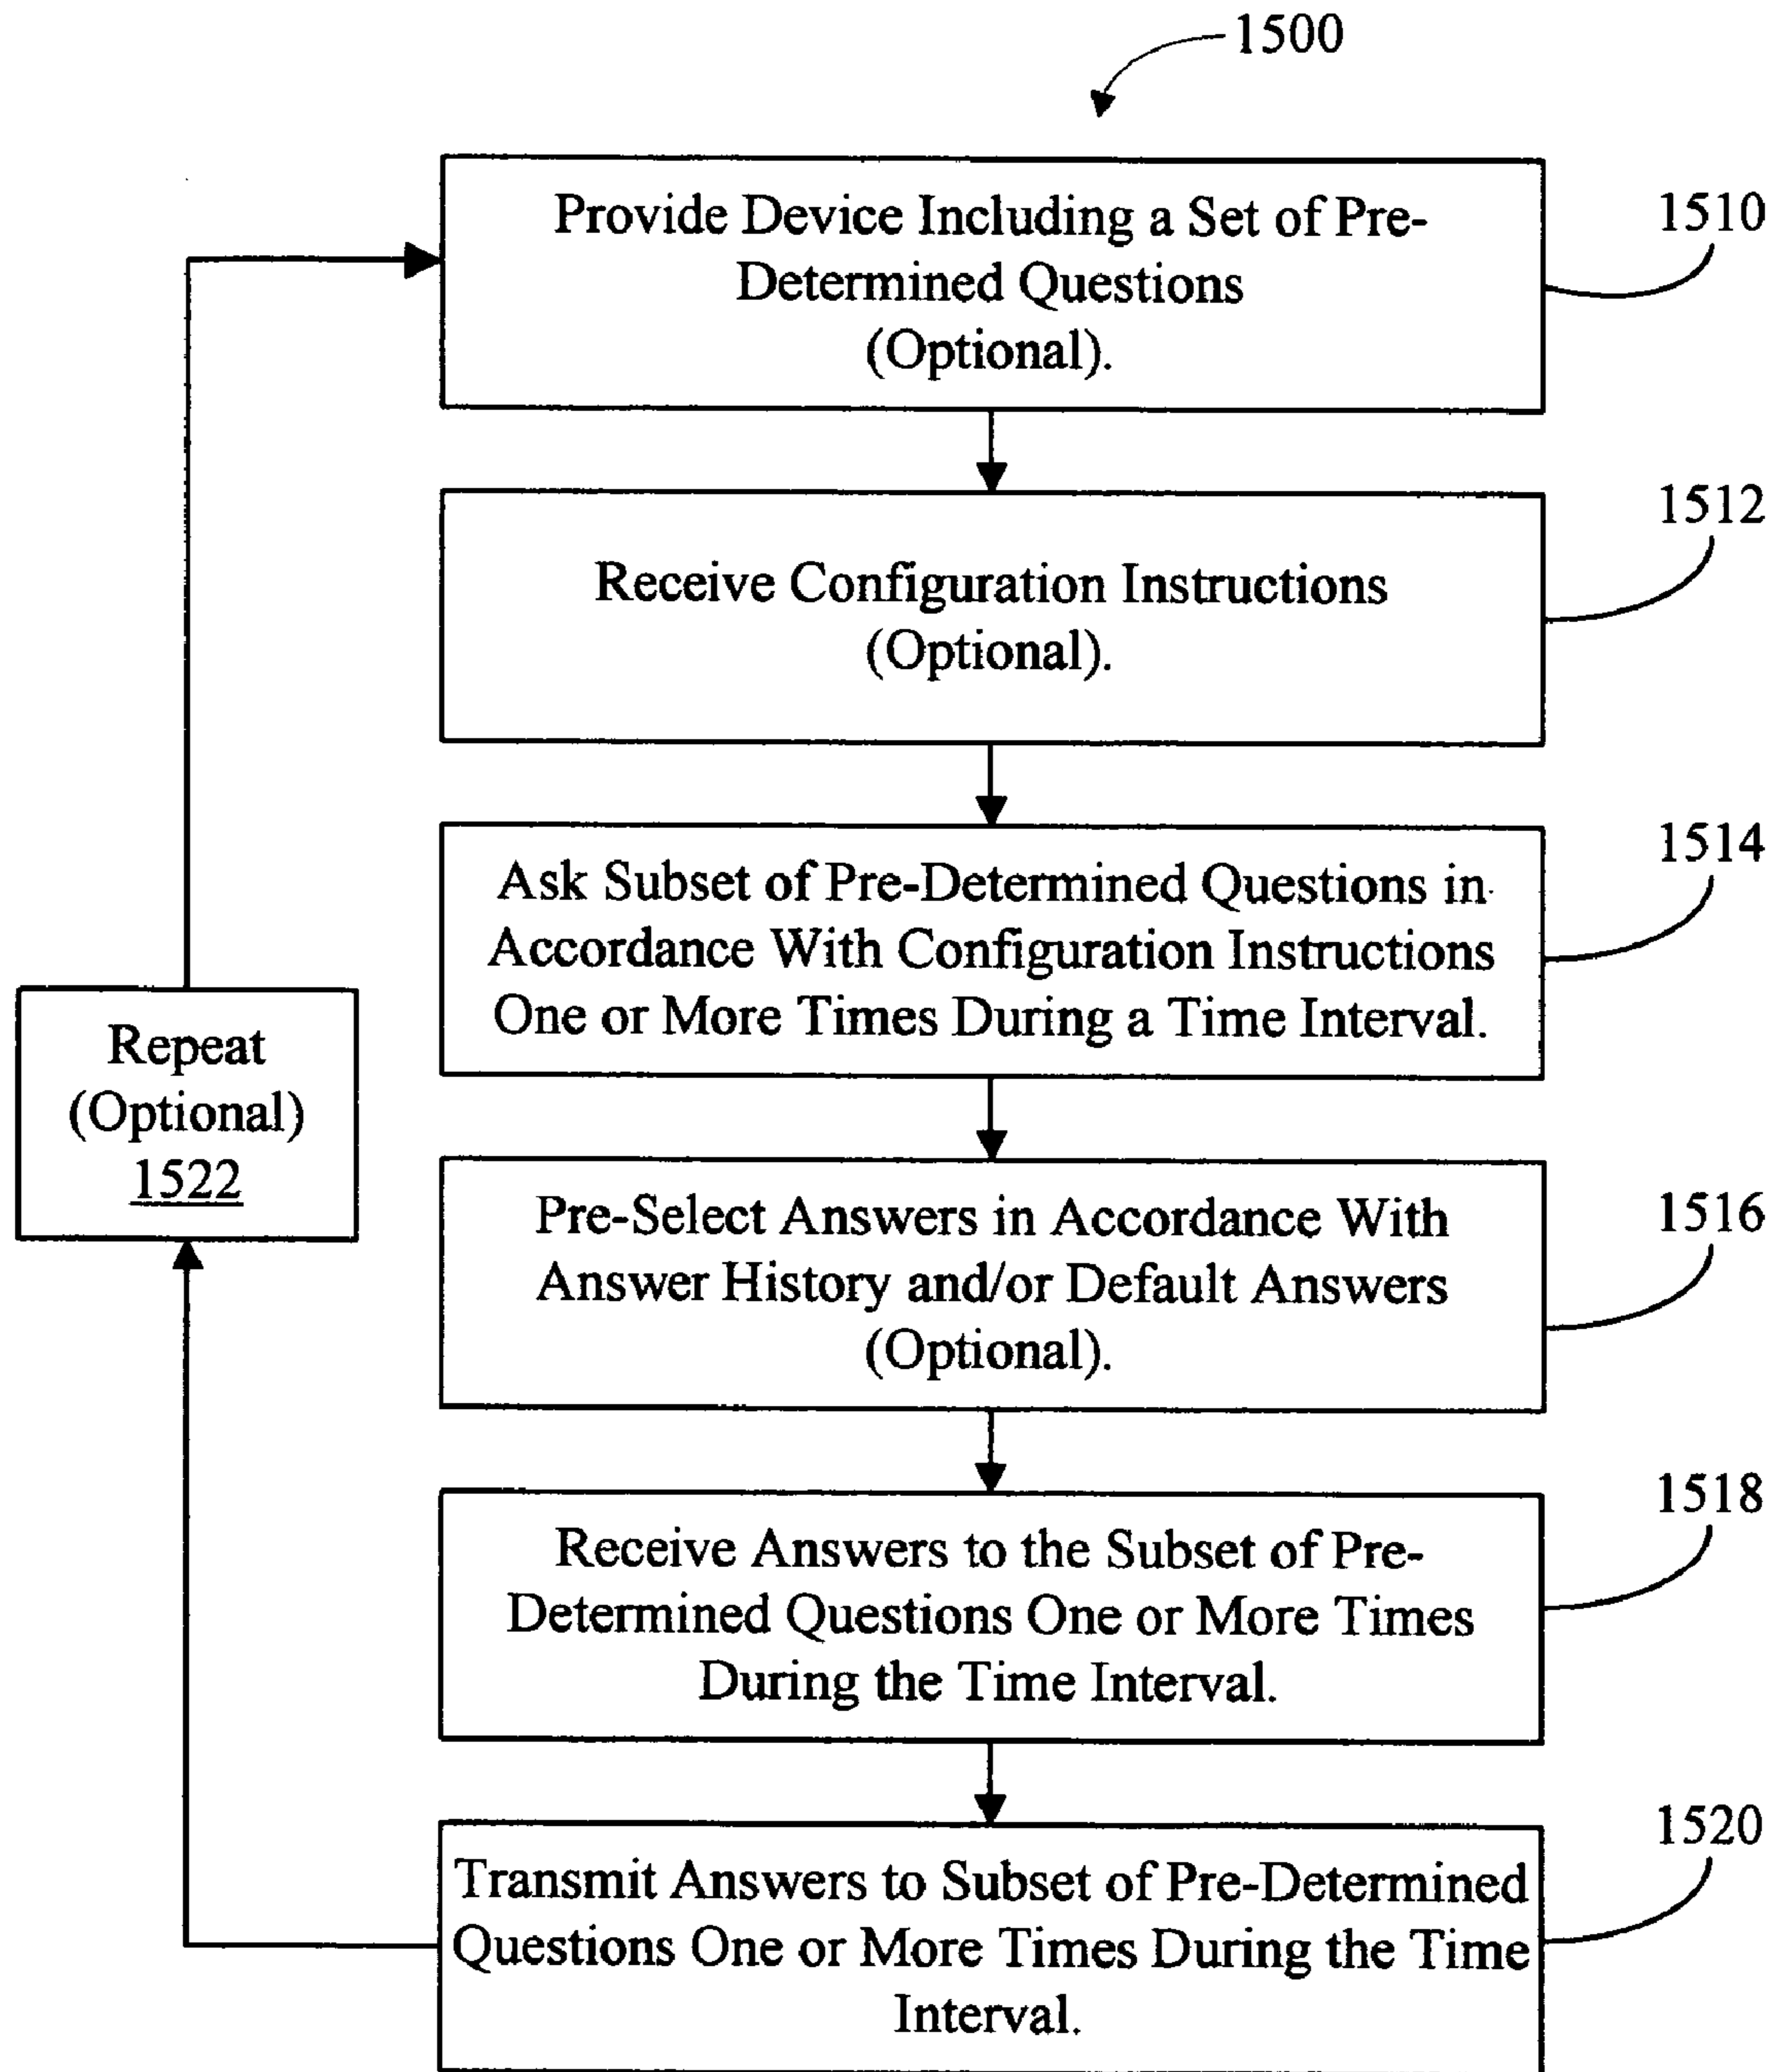 1500
Provide Device Including a Set of Pre-
Determined Questions
(Optional).
1510
Receive Configuration Instructions
(Optional).
1512
Ask Subset of Pre-Determined Questions in
Accordance With Configuration Instructions
One or More Times During a Time Interval.
1514
Repeat
(Optional)
1522
Pre-Select Answers in Accordance With
Answer History and/or Default Answers
(Optional).
1516
Receive Answers to the Subset of Pre-
Determined Questions One or More Times
During the Time Interval.
1518
Transmit Answers to Subset of Pre-Determined
Questions One or More Times During the Time
Interval.
1520